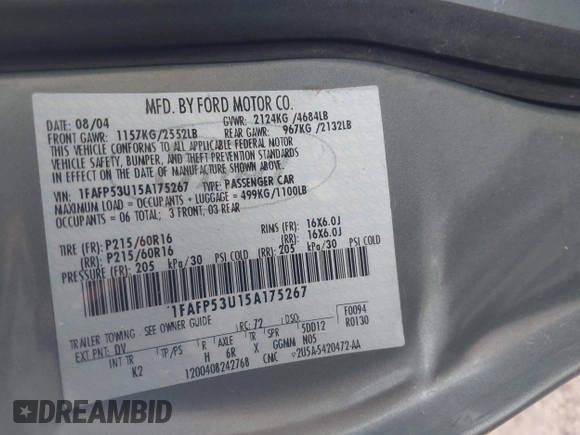 MFD. BY FORD MOTOR CO.
DATE: 08/04 GVWR: 2124KG /4684LB
FRONT GAWR: 1157KG/2552LB REAR GAWR: 967KG/2132LB
THIS VEHICLE CONFORMS TO ALL APPLICABLE FEDERAL MOTOR
VEHICLE SAFETY, BUMPER, AND THEFT PREVENTION STANDARDS
IN EFFECT ON THE DATE OF MANUFACTURE SHOWN ABOVE.
VIN: 1FAFP53U15A175267 TYPE: PASSENGER CAR
MAXIMUM LOAD = OCCUPANTS + LUGGAGE = 499KG/1100LB
OCCUPANTS = 06 TOTAL: 3 FRONT, 03 REAR
TIRE (FR): P215/60R16 RIMS (FR): 16X6.0J
(RR): P215/60R16 (RR): 16X6.0J
PRESSURE (FR): 205 kPa/30 PSI COLD (RR): 205 kPa/30 PSI COLD
1FAFP53U15A175267
TRAILER TOWING - SEE OWNER GUIDE
F0094
R0130
EXT PNT: DV RC: 72 DSO:
INT TR TP/PS R AXLE TR SPR 5DD12
K2 H 6R X GGMM N05
1200408242768 CNC 2U5A-5420472-AA
DREAMBID